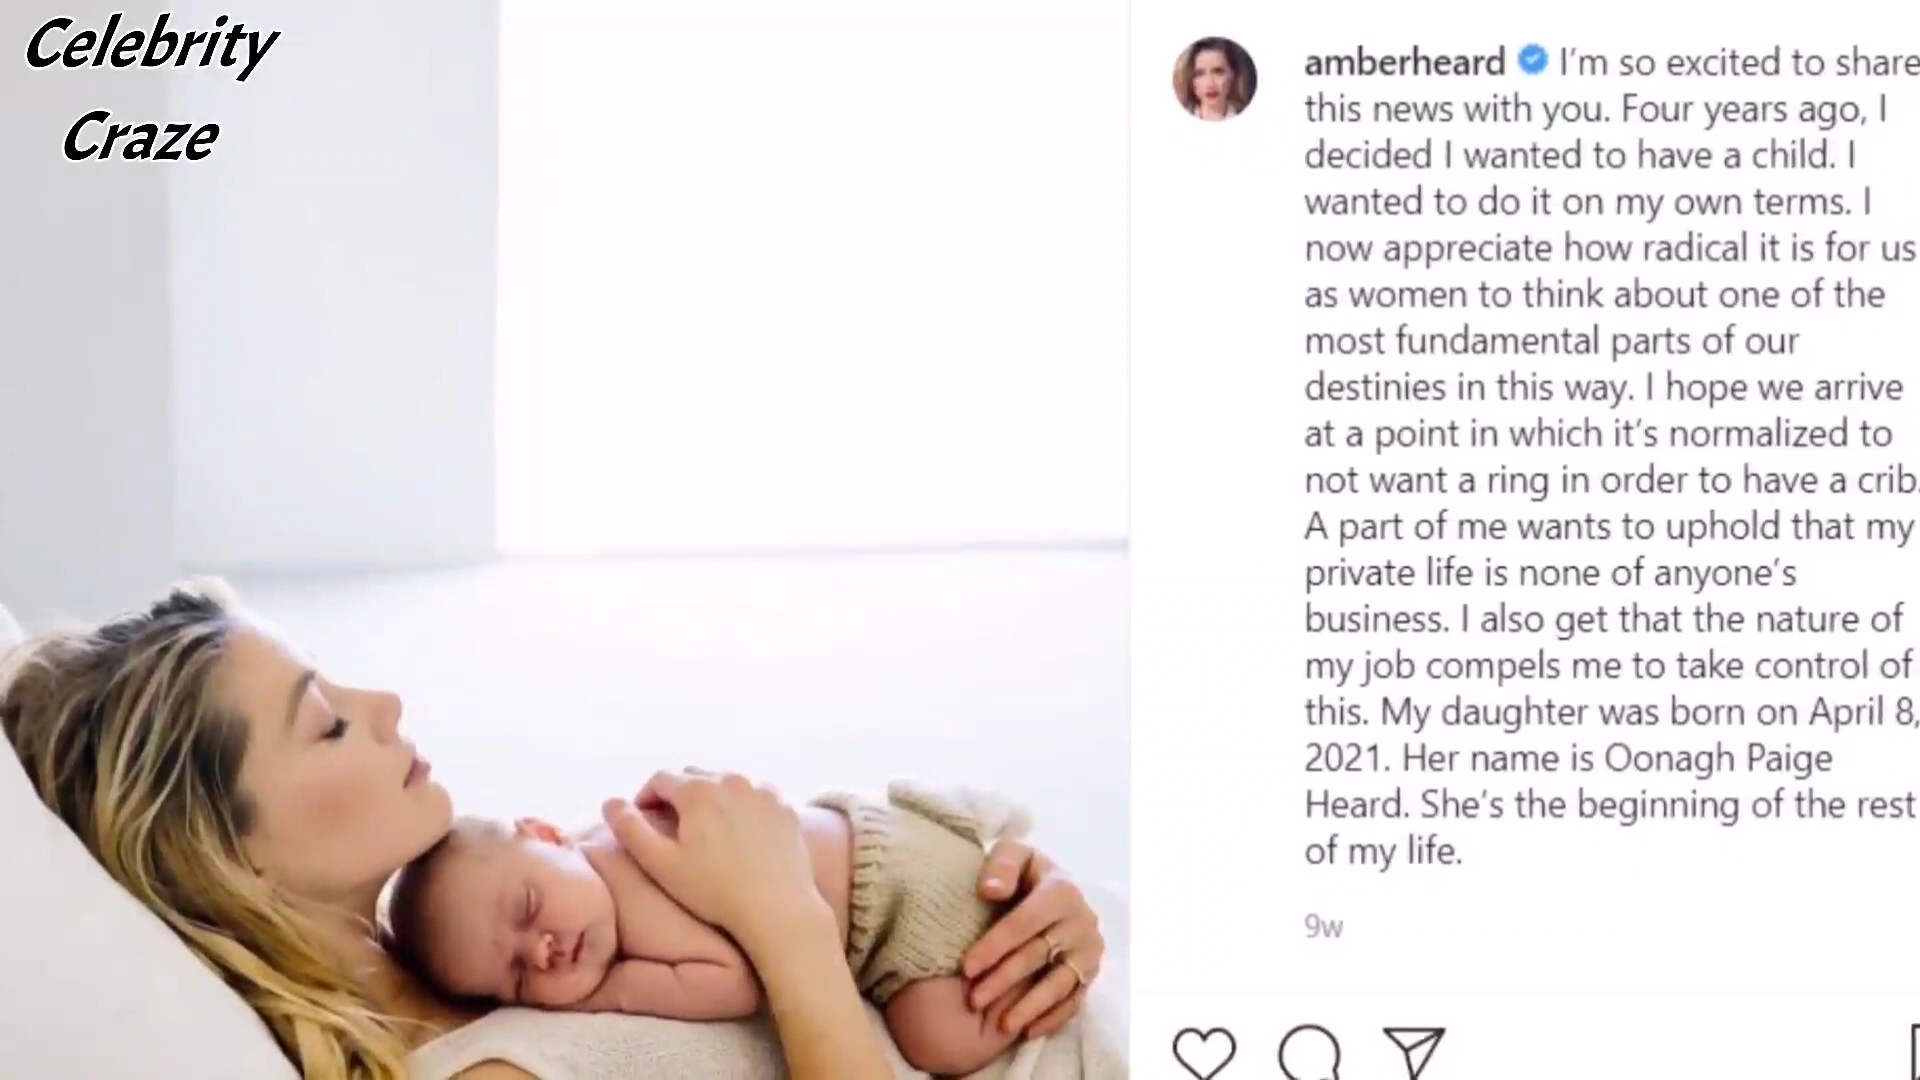 Celebrity
Craze
amberheard I'm so excited to share
this news with you. Four years ago, I
decided I wanted to have a child. I
wanted to do it on my own terms. I
now appreciate how radical it is for us
as women to think about one of the
most fundamental parts of our
destinies in this way. I hope we arrive
at a point in which it's normalized to
not want a ring in order to have a crib.
A part of me wants to uphold that my
private life is none of anyone's
business. I also get that the nature of
my job compels me to take control of
this. My daughter was born on April 8,
2021. Her name is Oonagh Paige
Heard. She's the beginning of the rest
of my life.
9w